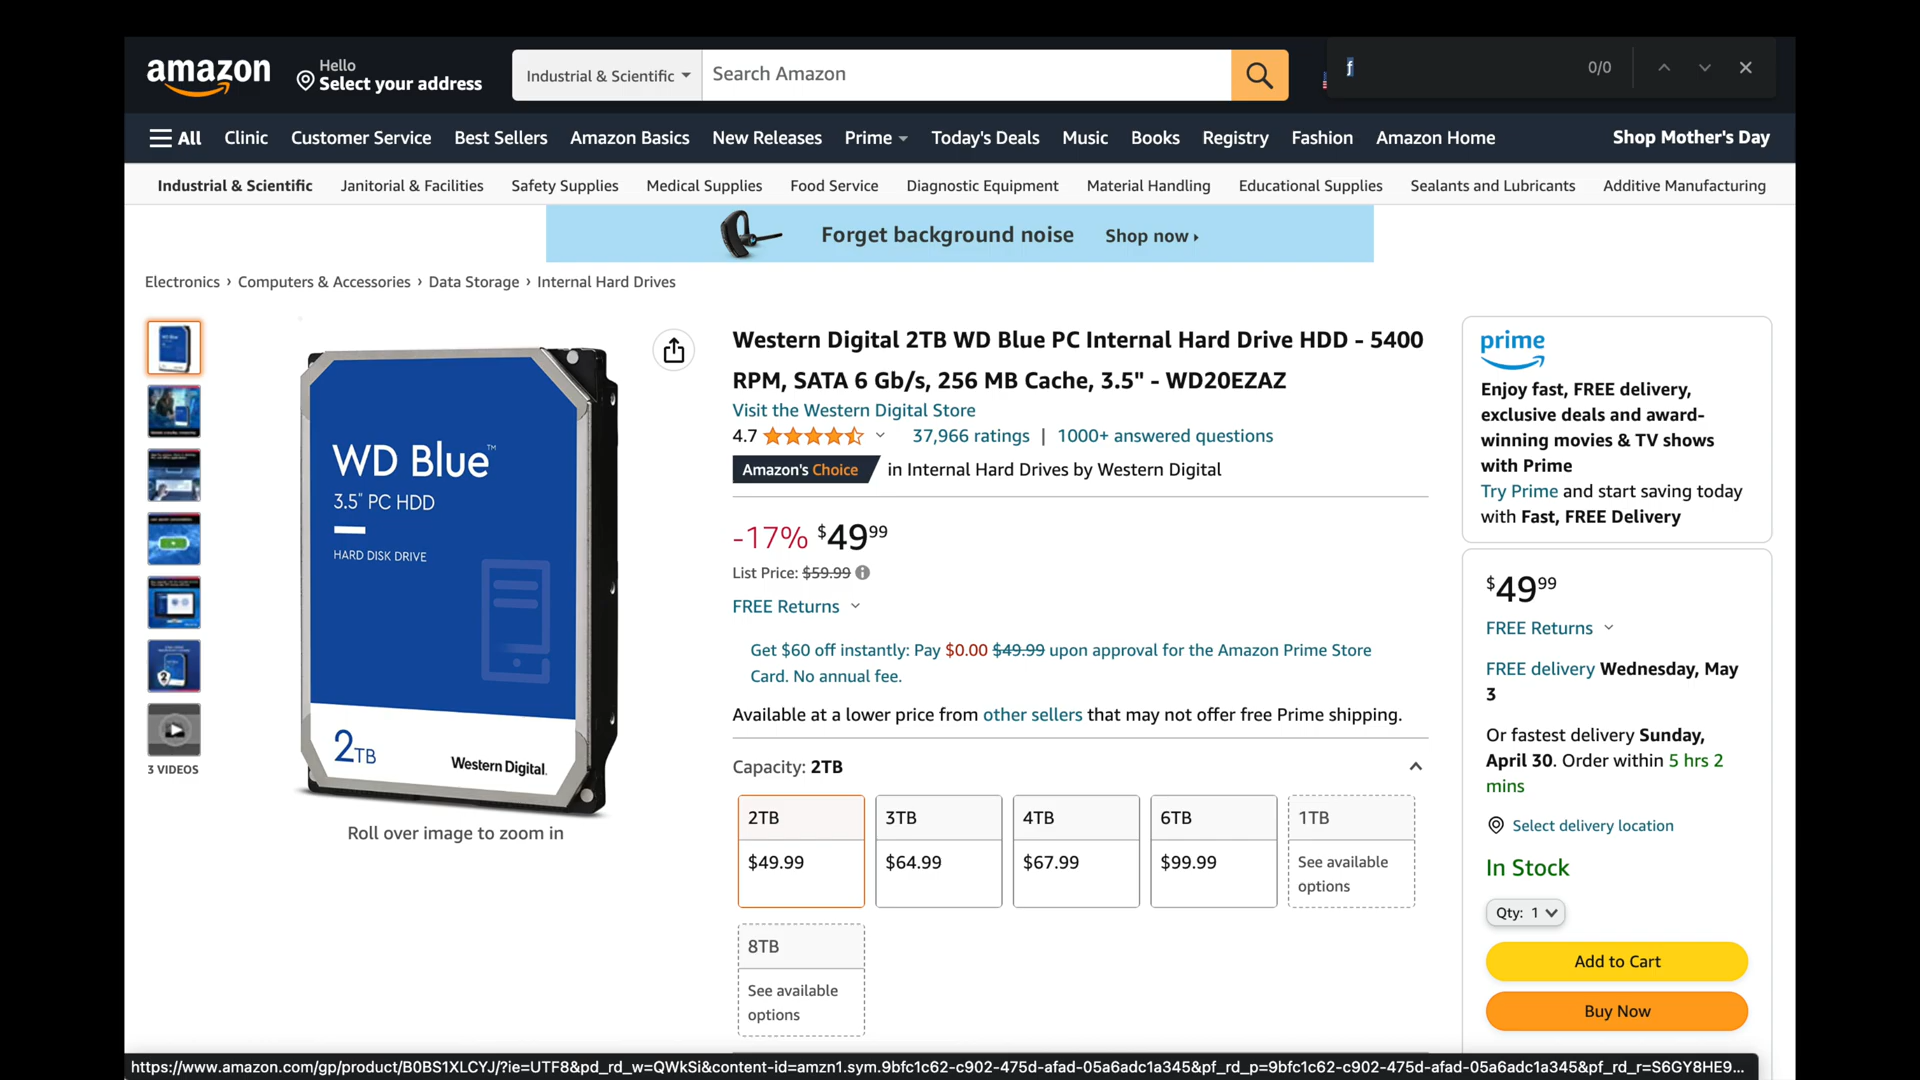 amazon
Hello
Select your address
Industrial & Scientific
Search Amazon
f
0/0
All
Clinic
Customer Service
Best Sellers
Amazon Basics
New Releases
Prime
Today's Deals
Music
Books
Registry
Fashion
Amazon Home
Shop Mother's Day
Industrial & Scientific
Janitorial & Facilities
Safety Supplies
Medical Supplies
Food Service
Diagnostic Equipment
Material Handling
Educational Supplies
Sealants and Lubricants
Additive Manufacturing
Forget background noise
Shop now ›
Electronics › Computers & Accessories › Data Storage › Internal Hard Drives
WD Blue™
3.5" PC HDD
HARD DISK DRIVE
2TB
Western Digital.
3 VIDEOS
Roll over image to zoom in
Western Digital 2TB WD Blue PC Internal Hard Drive HDD - 5400
RPM, SATA 6 Gb/s, 256 MB Cache, 3.5" - WD20EZAZ
Visit the Western Digital Store
4.7
37,966 ratings | 1000+ answered questions
Amazon's Choice in Internal Hard Drives by Western Digital
-17% $49 99
List Price: $59.99
FREE Returns
Get $60 off instantly: Pay $0.00 $49.99 upon approval for the Amazon Prime Store
Card. No annual fee.
Available at a lower price from other sellers that may not offer free Prime shipping.
Capacity: 2TB
2TB
$49.99
3TB
$64.99
4TB
$67.99
6TB
$99.99
1TB
See available
options
8TB
See available
options
prime
Enjoy fast, FREE delivery,
exclusive deals and award-
winning movies & TV shows
with Prime
Try Prime and start saving today
with Fast, FREE Delivery
$49 99
FREE Returns
FREE delivery Wednesday, May
3
Or fastest delivery Sunday,
April 30. Order within 5 hrs 2
mins
Select delivery location
In Stock
Qty: 1
Add to Cart
Buy Now
https://www.amazon.com/gp/product/B0BS1XLCYJ/?ie=UTF8&pd_rd_w=QWkSi&content-id=amzn1.sym.9bfc1c62-c902-475d-afad-05a6adc1a345&pf_rd_p=9bfc1c62-c902-475d-afad-05a6adc1a345&pf_rd_r=S6GY8HE9...